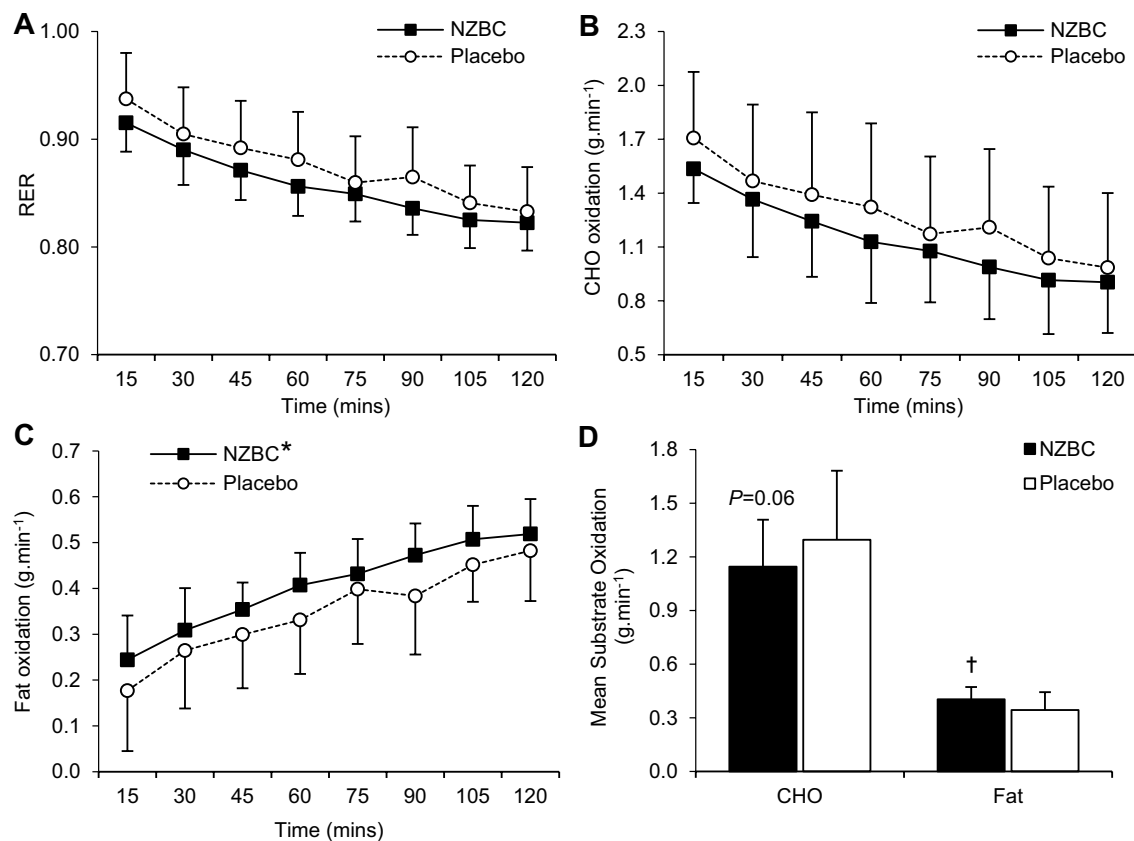 A
NZBC
Placebo
1.00
0.90
0.80
0.70
RER
15 30 45 60 75 90 105 120
Time (mins)
B
NZBC
Placebo
2.3
2.0
1.7
1.4
1.1
0.8
0.5
CHO oxidation (g.min⁻¹)
15 30 45 60 75 90 105 120
Time (mins)
C
NZBC*
Placebo
0.7
0.6
0.5
0.4
0.3
0.2
0.1
0.0
Fat oxidation (g.min⁻¹)
15 30 45 60 75 90 105 120
Time (mins)
D
NZBC
Placebo
1.8
1.5
1.2
0.9
0.6
0.3
0.0
Mean Substrate Oxidation
(g.min⁻¹)
P=0.06
†
CHO Fat